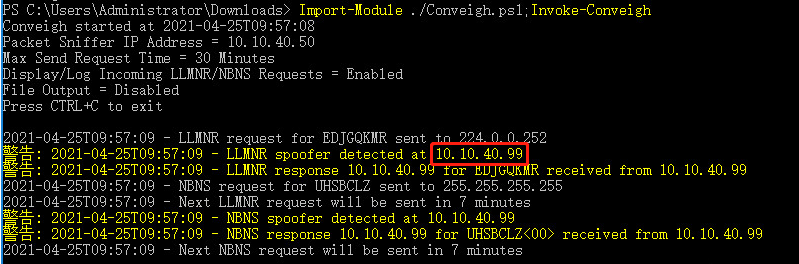 PS C:\Users\Administrator\Downloads> Import-Module ./Conveigh.ps1;Invoke-Conveigh
Conveigh started at 2021-04-25T09:57:08
Packet Sniffer IP Address = 10.10.40.50
Max Send Request Time = 30 Minutes
Display/Log Incoming LLMNR/NBNS Requests = Enabled
File Output = Disabled
Press CTRL+C to exit
2021-04-25T09:57:09 - LLMNR request for EDJGQKMR sent to 224.0.0.252
警告: 2021-04-25T09:57:09 - LLMNR spoofer detected at 10.10.40.99
警告: 2021-04-25T09:57:09 - LLMNR response 10.10.40.99 for EDJGQKMR received from 10.10.40.99
2021-04-25T09:57:09 - NBNS request for UHSBCLZ sent to 255.255.255.255
2021-04-25T09:57:09 - Next LLMNR request will be sent in 7 minutes
警告: 2021-04-25T09:57:09 - NBNS spoofer detected at 10.10.40.99
警告: 2021-04-25T09:57:09 - NBNS response 10.10.40.99 for UHSBCLZ<00> received from 10.10.40.99
2021-04-25T09:57:09 - Next NBNS request will be sent in 7 minutes